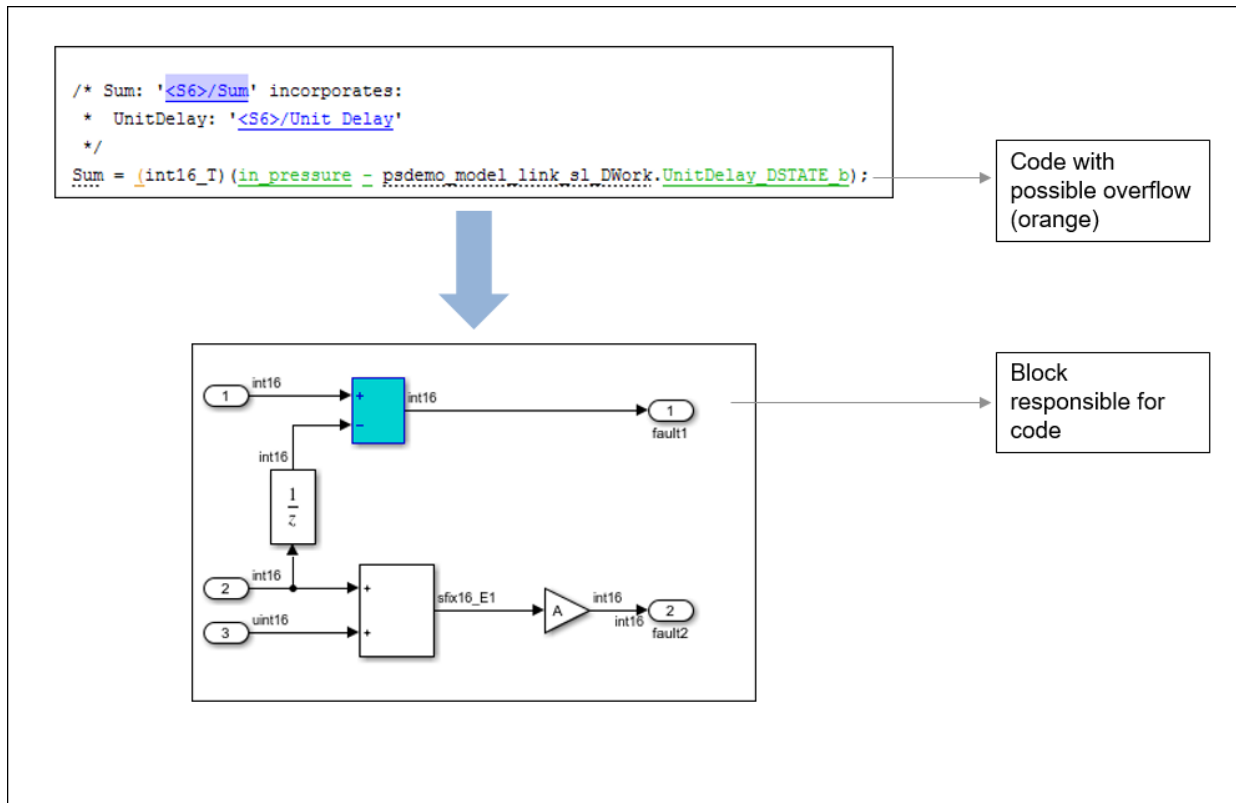 /* Sum: '<S6>/Sum' incorporates:
 *  UnitDelay: '<S6>/Unit Delay'
 */
Sum = (int16_T)(in_pressure - psdemo_model_link_sl_DWork.UnitDelay_DSTATE_b);
Code with
possible overflow
(orange)
int16
1
+
-
int16
1
fault1
int16
1
z
int16
2
+
sfix16_E1
A
int16
int16
2
fault2
uint16
3
+
Block
responsible for
code